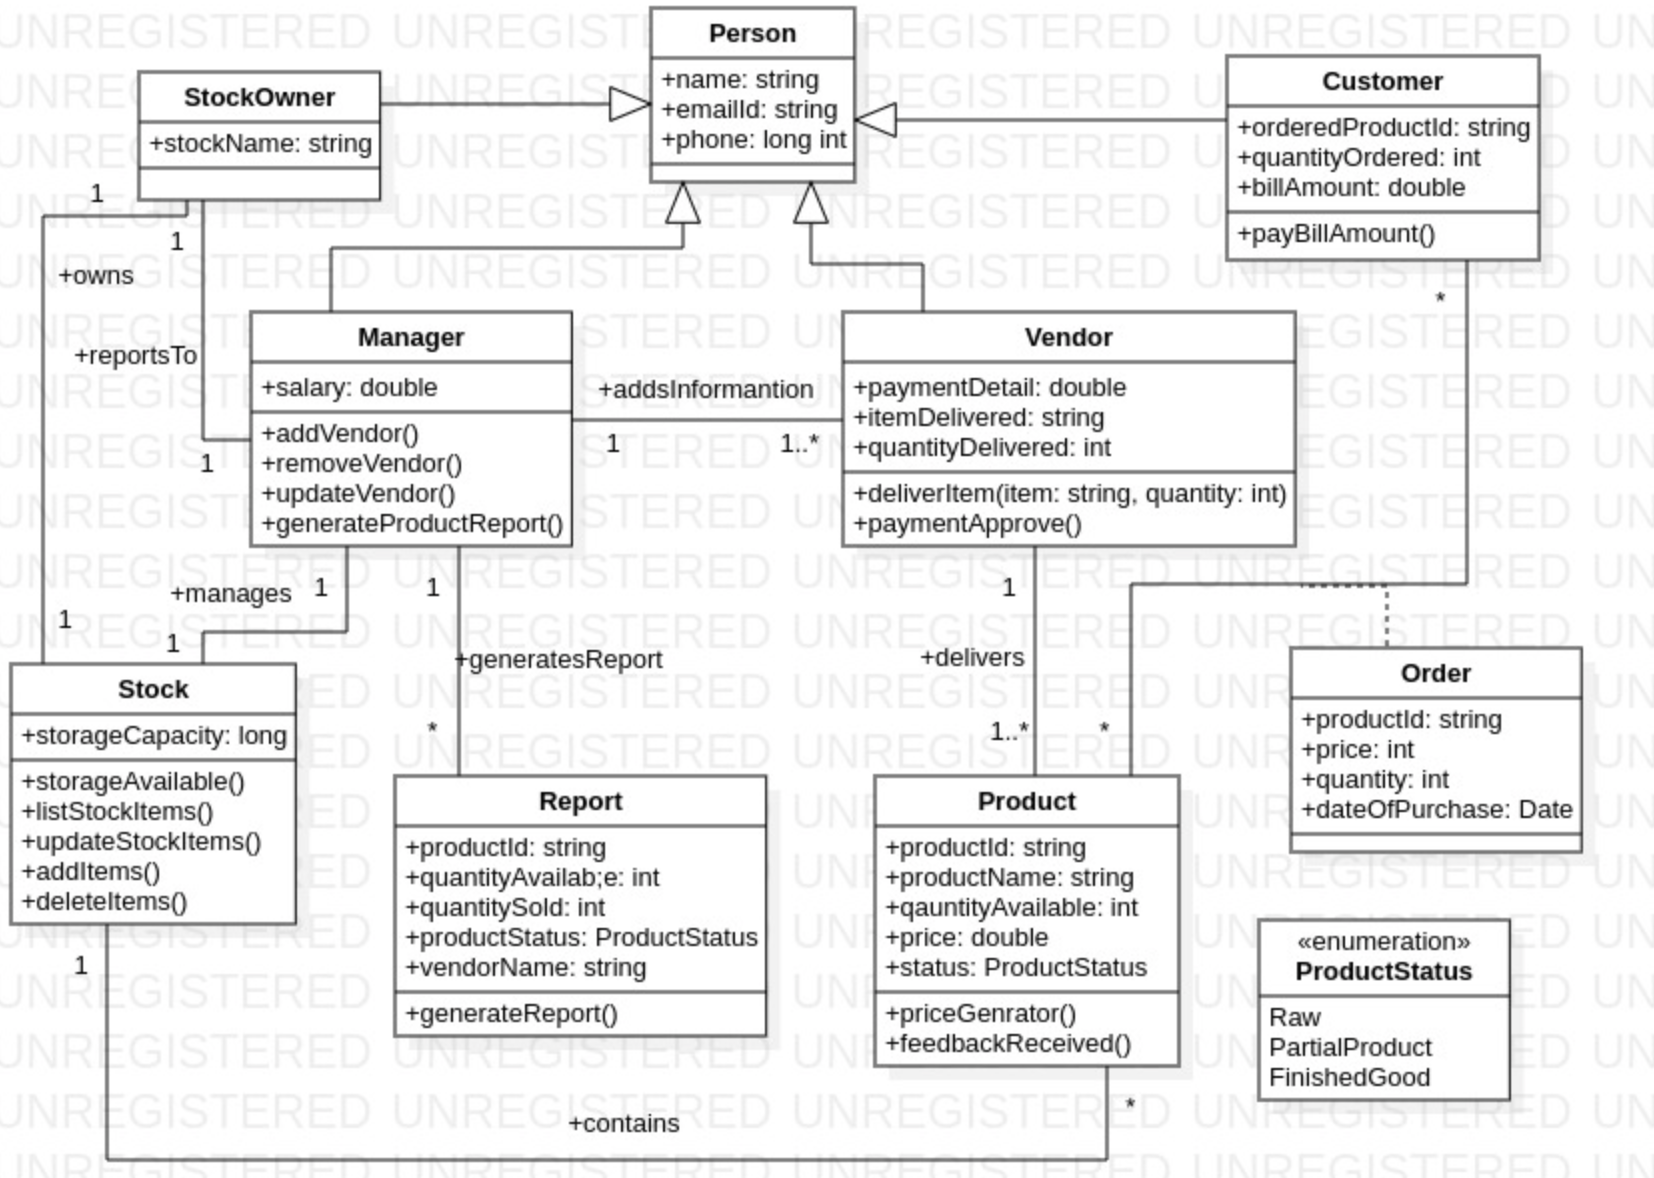 Person
+name: string
+emailId: string
+phone: long int
StockOwner
+stockName: string
Customer
+orderedProductId: string
+quantityOrdered: int
+billAmount: double
+payBillAmount()
1
1
+owns
+reportsTo
1
1
*
Manager
+salary: double
+addVendor()
+removeVendor()
+updateVendor()
+generateProductReport()
+addsInformantion
1
1..*
Vendor
+paymentDetail: double
+itemDelivered: string
+quantityDelivered: int
+deliverItem(item: string, quantity: int)
+paymentApprove()
+manages
1
1
1
+generatesReport
*
1
+delivers
1..*
*
Stock
+storageCapacity: long
+storageAvailable()
+listStockItems()
+updateStockItems()
+addItems()
+deleteItems()
Report
+productId: string
+quantityAvailab;e: int
+quantitySold: int
+productStatus: ProductStatus
+vendorName: string
+generateReport()
Product
+productId: string
+productName: string
+qauntityAvailable: int
+price: double
+status: ProductStatus
+priceGenrator()
+feedbackReceived()
Order
+productId: string
+price: int
+quantity: int
+dateOfPurchase: Date
«enumeration»
ProductStatus
Raw
PartialProduct
FinishedGood
1
+contains
*
UNREGISTERED